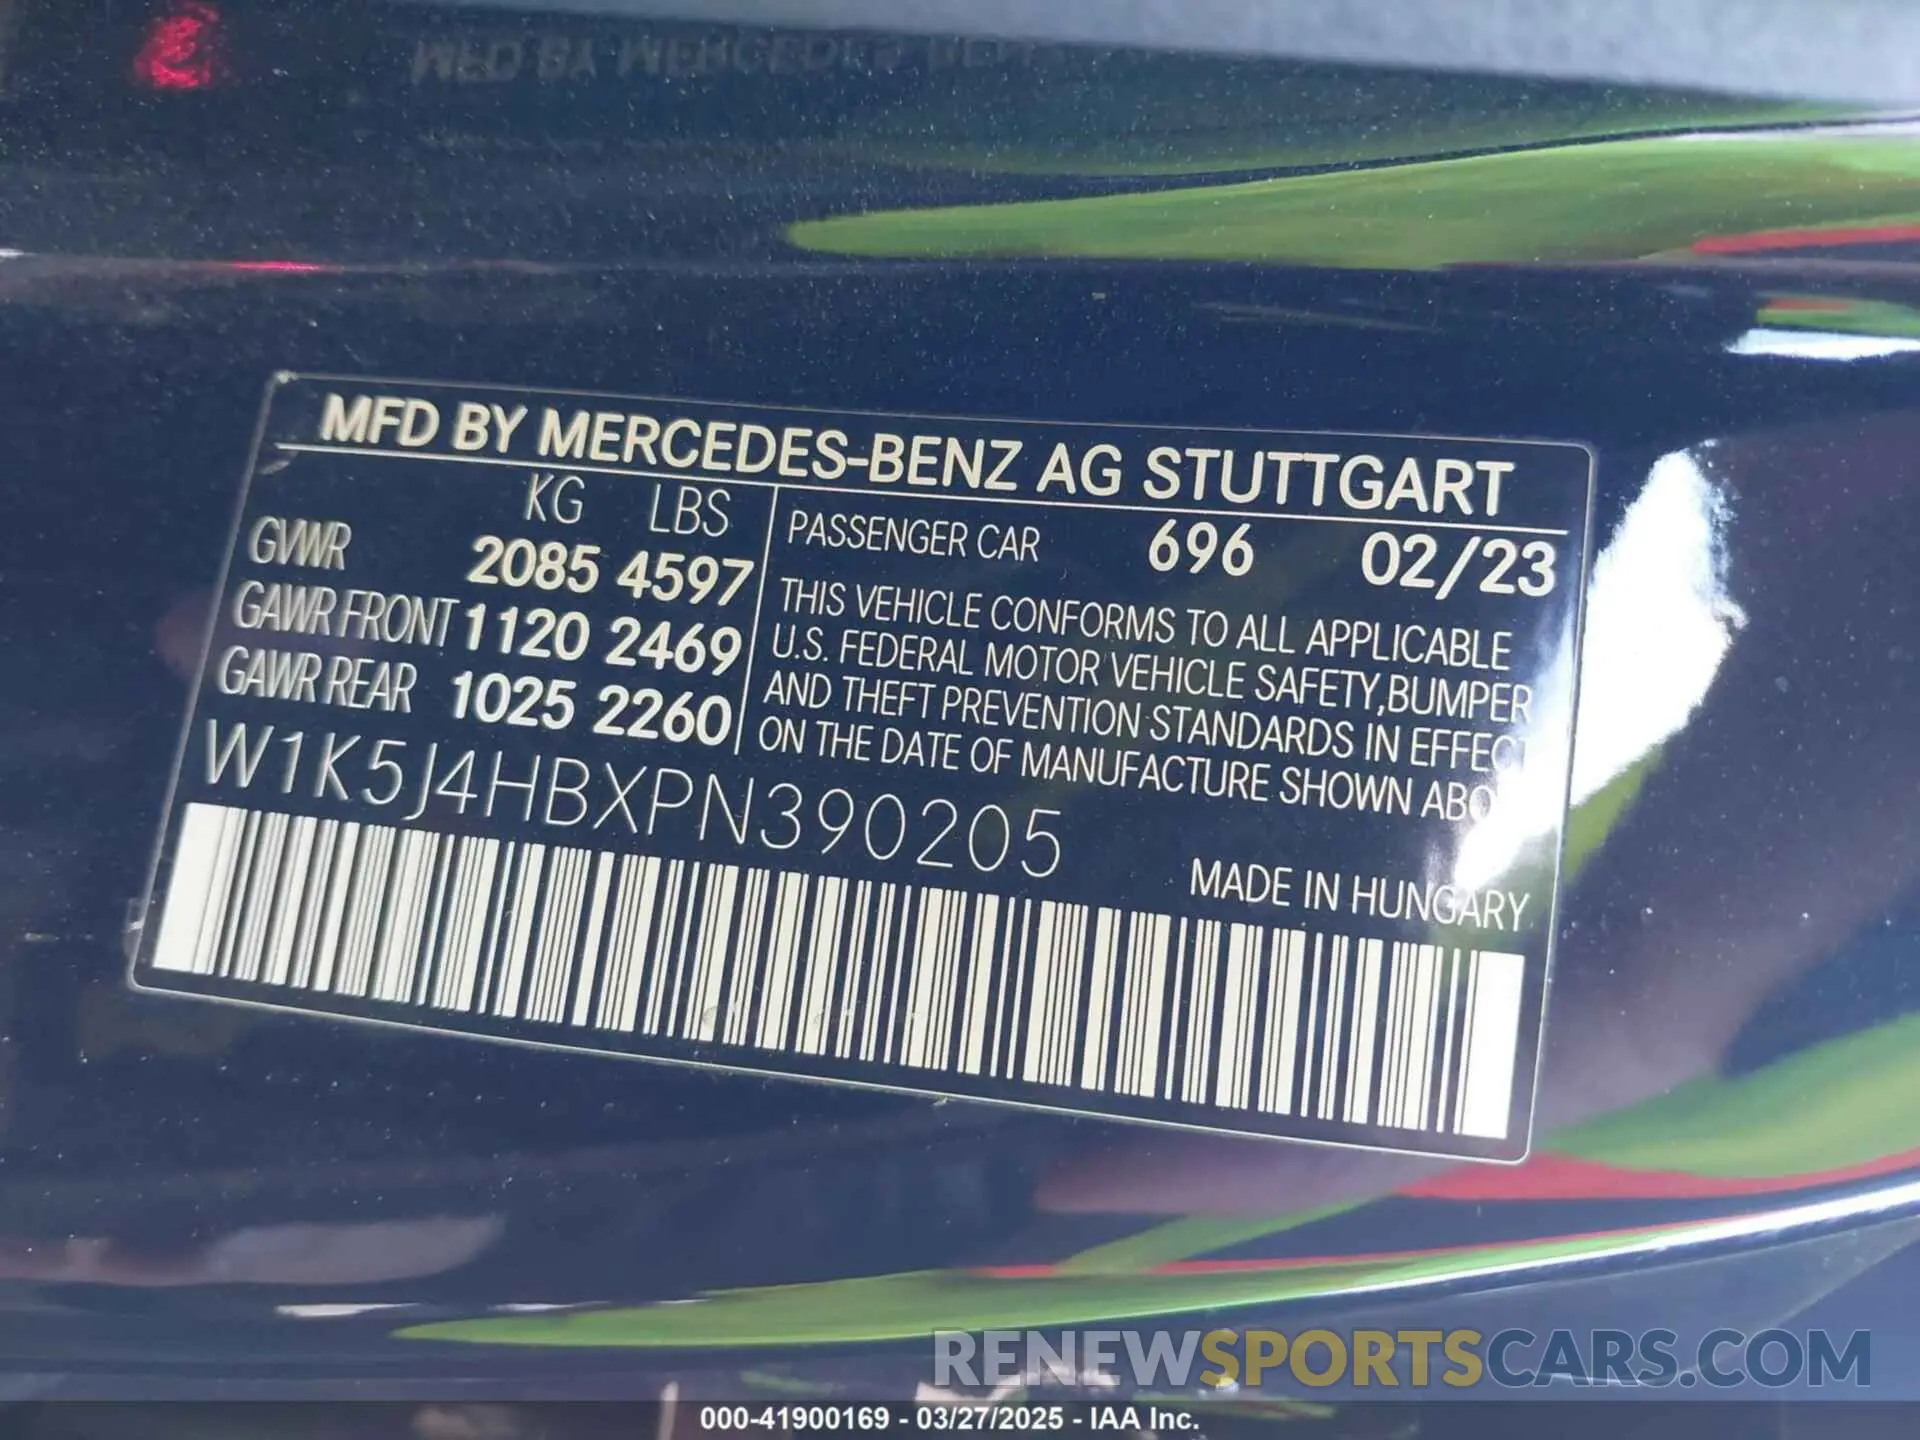 MFD BY MERCEDES-BENZ AG STUTTGART
KG LBS
GVWR 2085 4597
GAWR FRONT 1120 2469
GAWR REAR 1025 2260
PASSENGER CAR 696 02/23
THIS VEHICLE CONFORMS TO ALL APPLICABLE
U.S. FEDERAL MOTOR VEHICLE SAFETY,BUMPER
AND THEFT PREVENTION STANDARDS IN EFFECT
ON THE DATE OF MANUFACTURE SHOWN
W1K5J4HBXPN390205
MADE IN HUNGARY
RENEWSPORTSCARS.COM
000-41900169 - 03/27/2025 - IAA Inc.